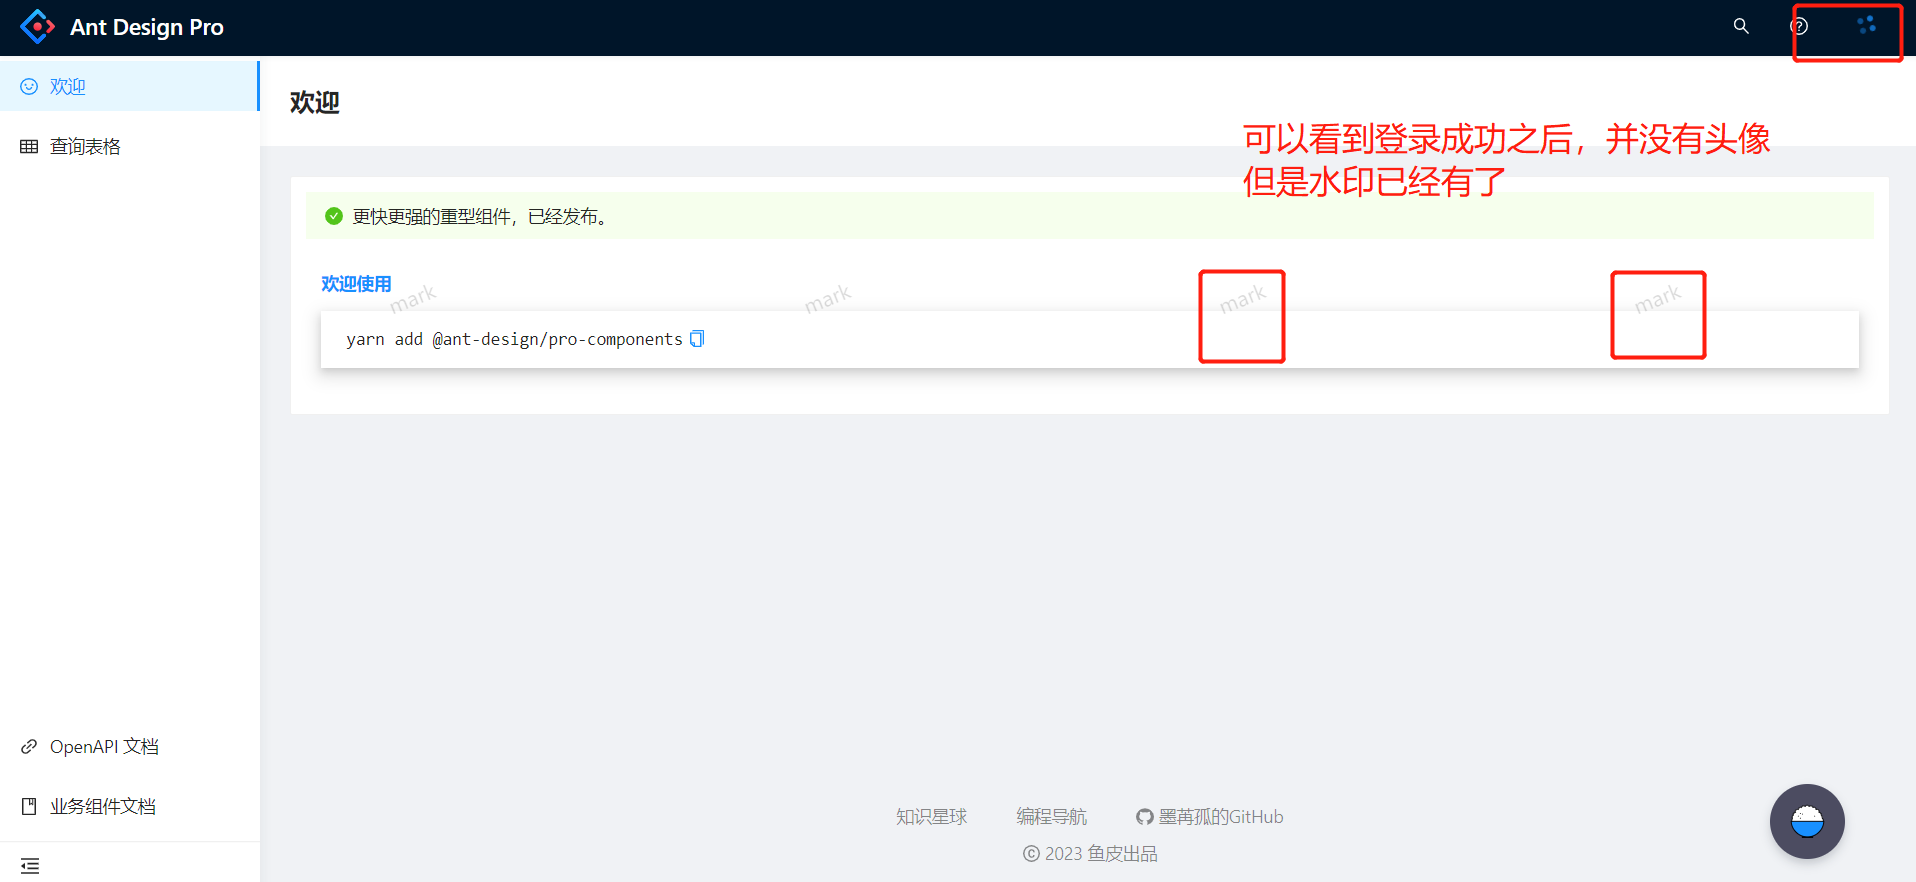 Ant Design Pro
欢迎
查询表格
欢迎
可以看到登录成功之后，并没有头像
但是水印已经有了
更快更强的重型组件，已经发布。
欢迎使用
mark
mark
mark
mark
yarn add @ant-design/pro-components
OpenAPI 文档
业务组件文档
知识星球
编程导航
墨苒孤的GitHub
© 2023 鱼皮出品